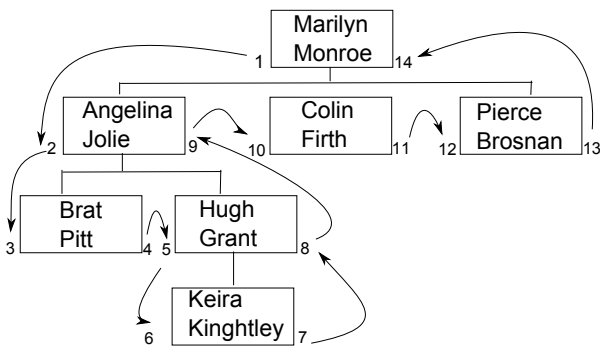 Marilyn
Monroe
1
14
Angelina
Jolie
2
9
Colin
Firth
10
11
Pierce
Brosnan
12
13
Brat
Pitt
3
4
Hugh
Grant
5
8
Keira
Kinghtley
6
7